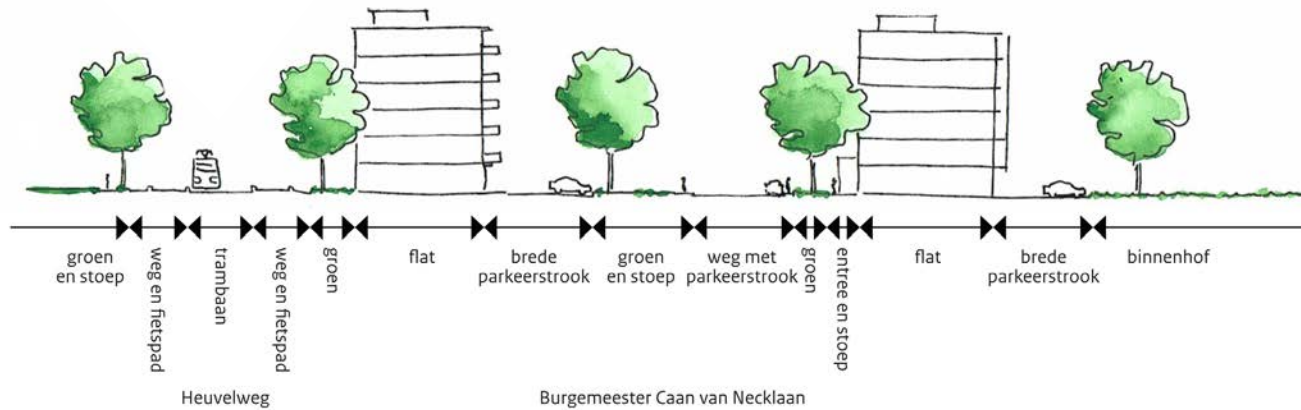 groen
en stoep
weg en fietspad
trambaan
weg en fietspad
groen
flat
brede
parkeerstrook
groen
en stoep
weg met
parkeerstrook
groen
entree en stoep
flat
brede
parkeerstrook
binnenhof
Heuvelweg
Burgemeester Caan van Necklaan